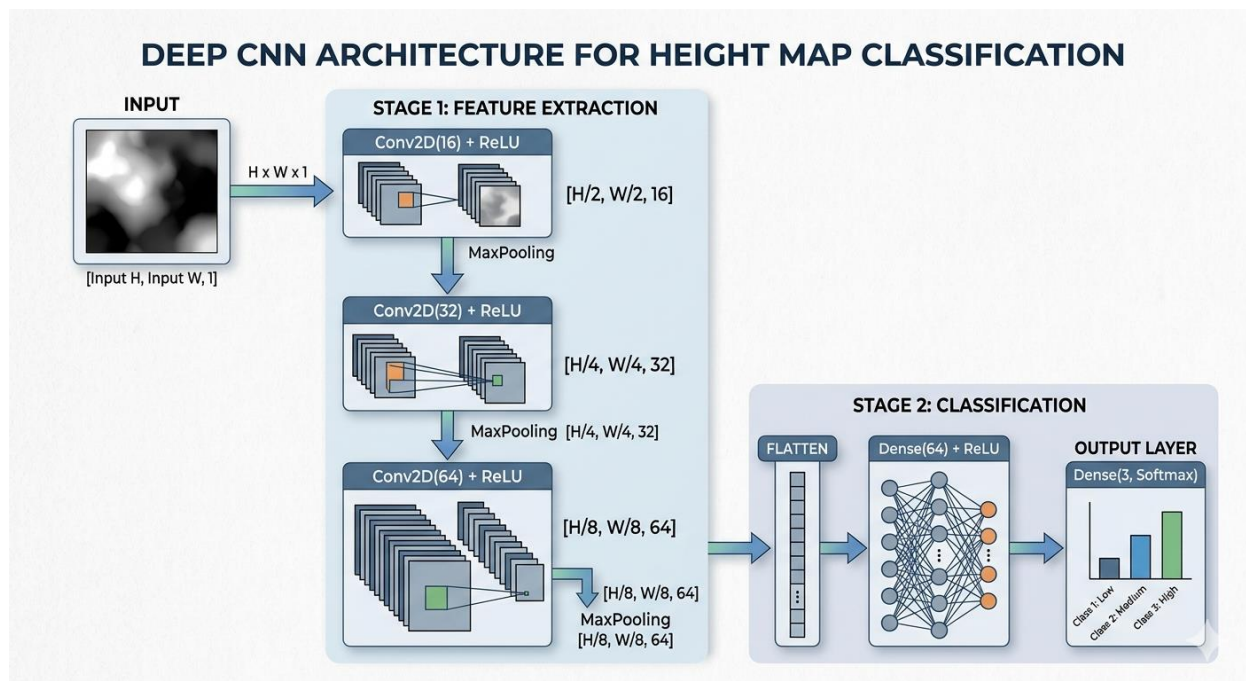 DEEP CNN ARCHITECTURE FOR HEIGHT MAP CLASSIFICATION
INPUT
H x W x 1
[Input H, Input W, 1]
STAGE 1: FEATURE EXTRACTION
Conv2D(16) + ReLU
[H/2, W/2, 16]
MaxPooling
Conv2D(32) + ReLU
[H/4, W/4, 32]
MaxPooling [H/4, W/4, 32]
Conv2D(64) + ReLU
[H/8, W/8, 64]
[H/8, W/8, 64]
MaxPooling
[H/8, W/8, 64]
STAGE 2: CLASSIFICATION
FLATTEN
Dense(64) + ReLU
OUTPUT LAYER
Dense(3, Softmax)
Class 1: Low
Class 2: Medium
Class 3: High